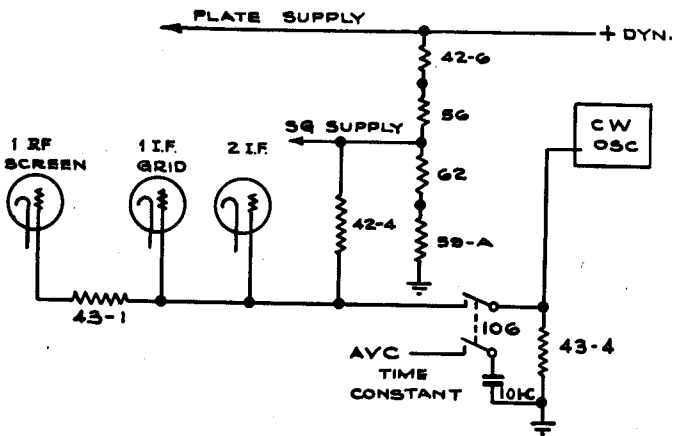 PLATE SUPPLY
+ DYN.
42-6
56
SG SUPPLY
CW
OSC
1 RF
SCREEN
1 I.F.
GRID
2 I.F.
62
42-4
59-A
43-1
106
43-4
AVC
TIME
CONSTANT
101-C